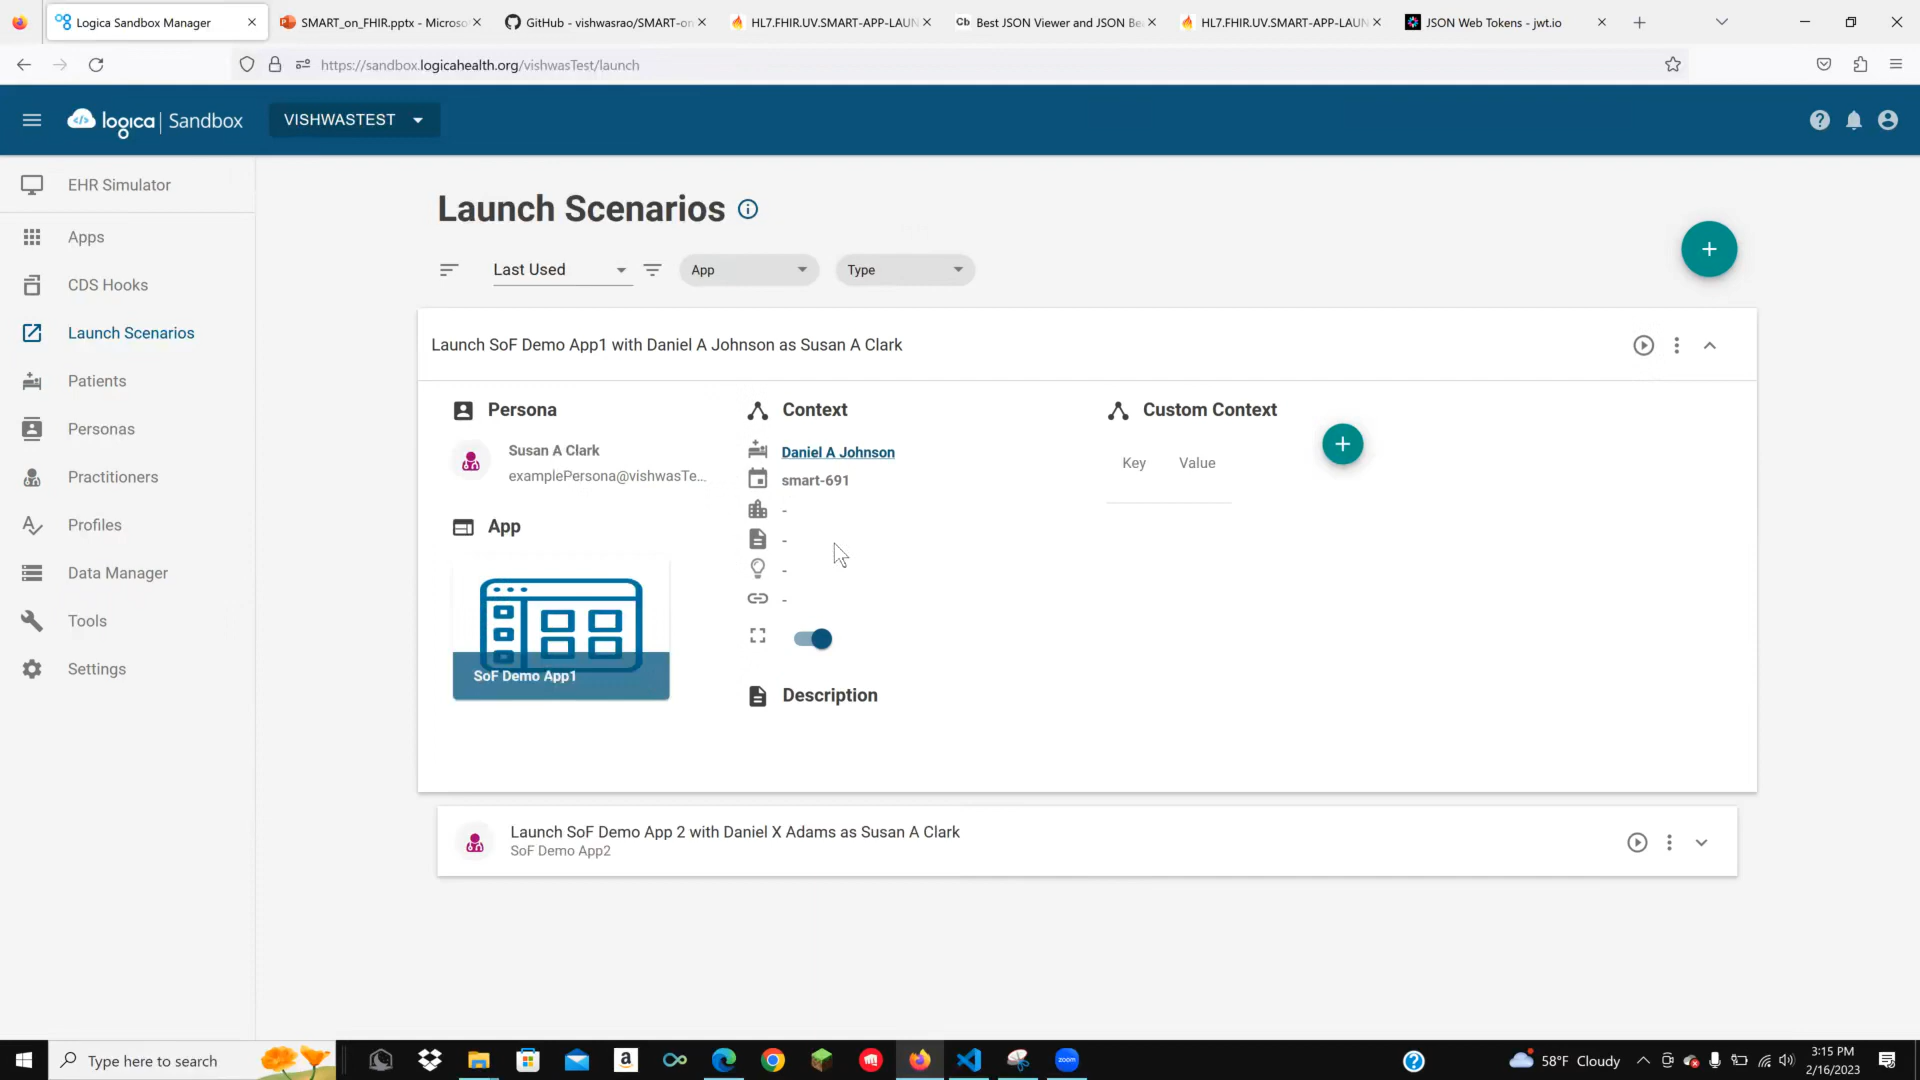 Logica Sandbox Manager
SMART_on_FHIR.pptx - Microso
GitHub - vishwasrao/SMART-on
HL7.FHIR.UV.SMART-APP-LAUN
Cb
Best JSON Viewer and JSON Be
HL7.FHIR.UV.SMART-APP-LAUN
JSON Web Tokens - jwt.io
https://sandbox.logicahealth.org/vishwasTest/launch
logica | Sandbox
VISHWASTEST
EHR Simulator
Apps
CDS Hooks
Launch Scenarios
Patients
Personas
Practitioners
Profiles
Data Manager
Tools
Settings
Launch Scenarios
Last Used
App
Type
Launch SoF Demo App1 with Daniel A Johnson as Susan A Clark
Persona
Susan A Clark
examplePersona@vishwasTe...
App
SoF Demo App1
Context
Daniel A Johnson
smart-691
-
-
-
-
Description
Custom Context
Key Value
Launch SoF Demo App 2 with Daniel X Adams as Susan A Clark
SoF Demo App2
Type here to search
a
zoom
58°F Cloudy
3:15 PM
2/16/2023